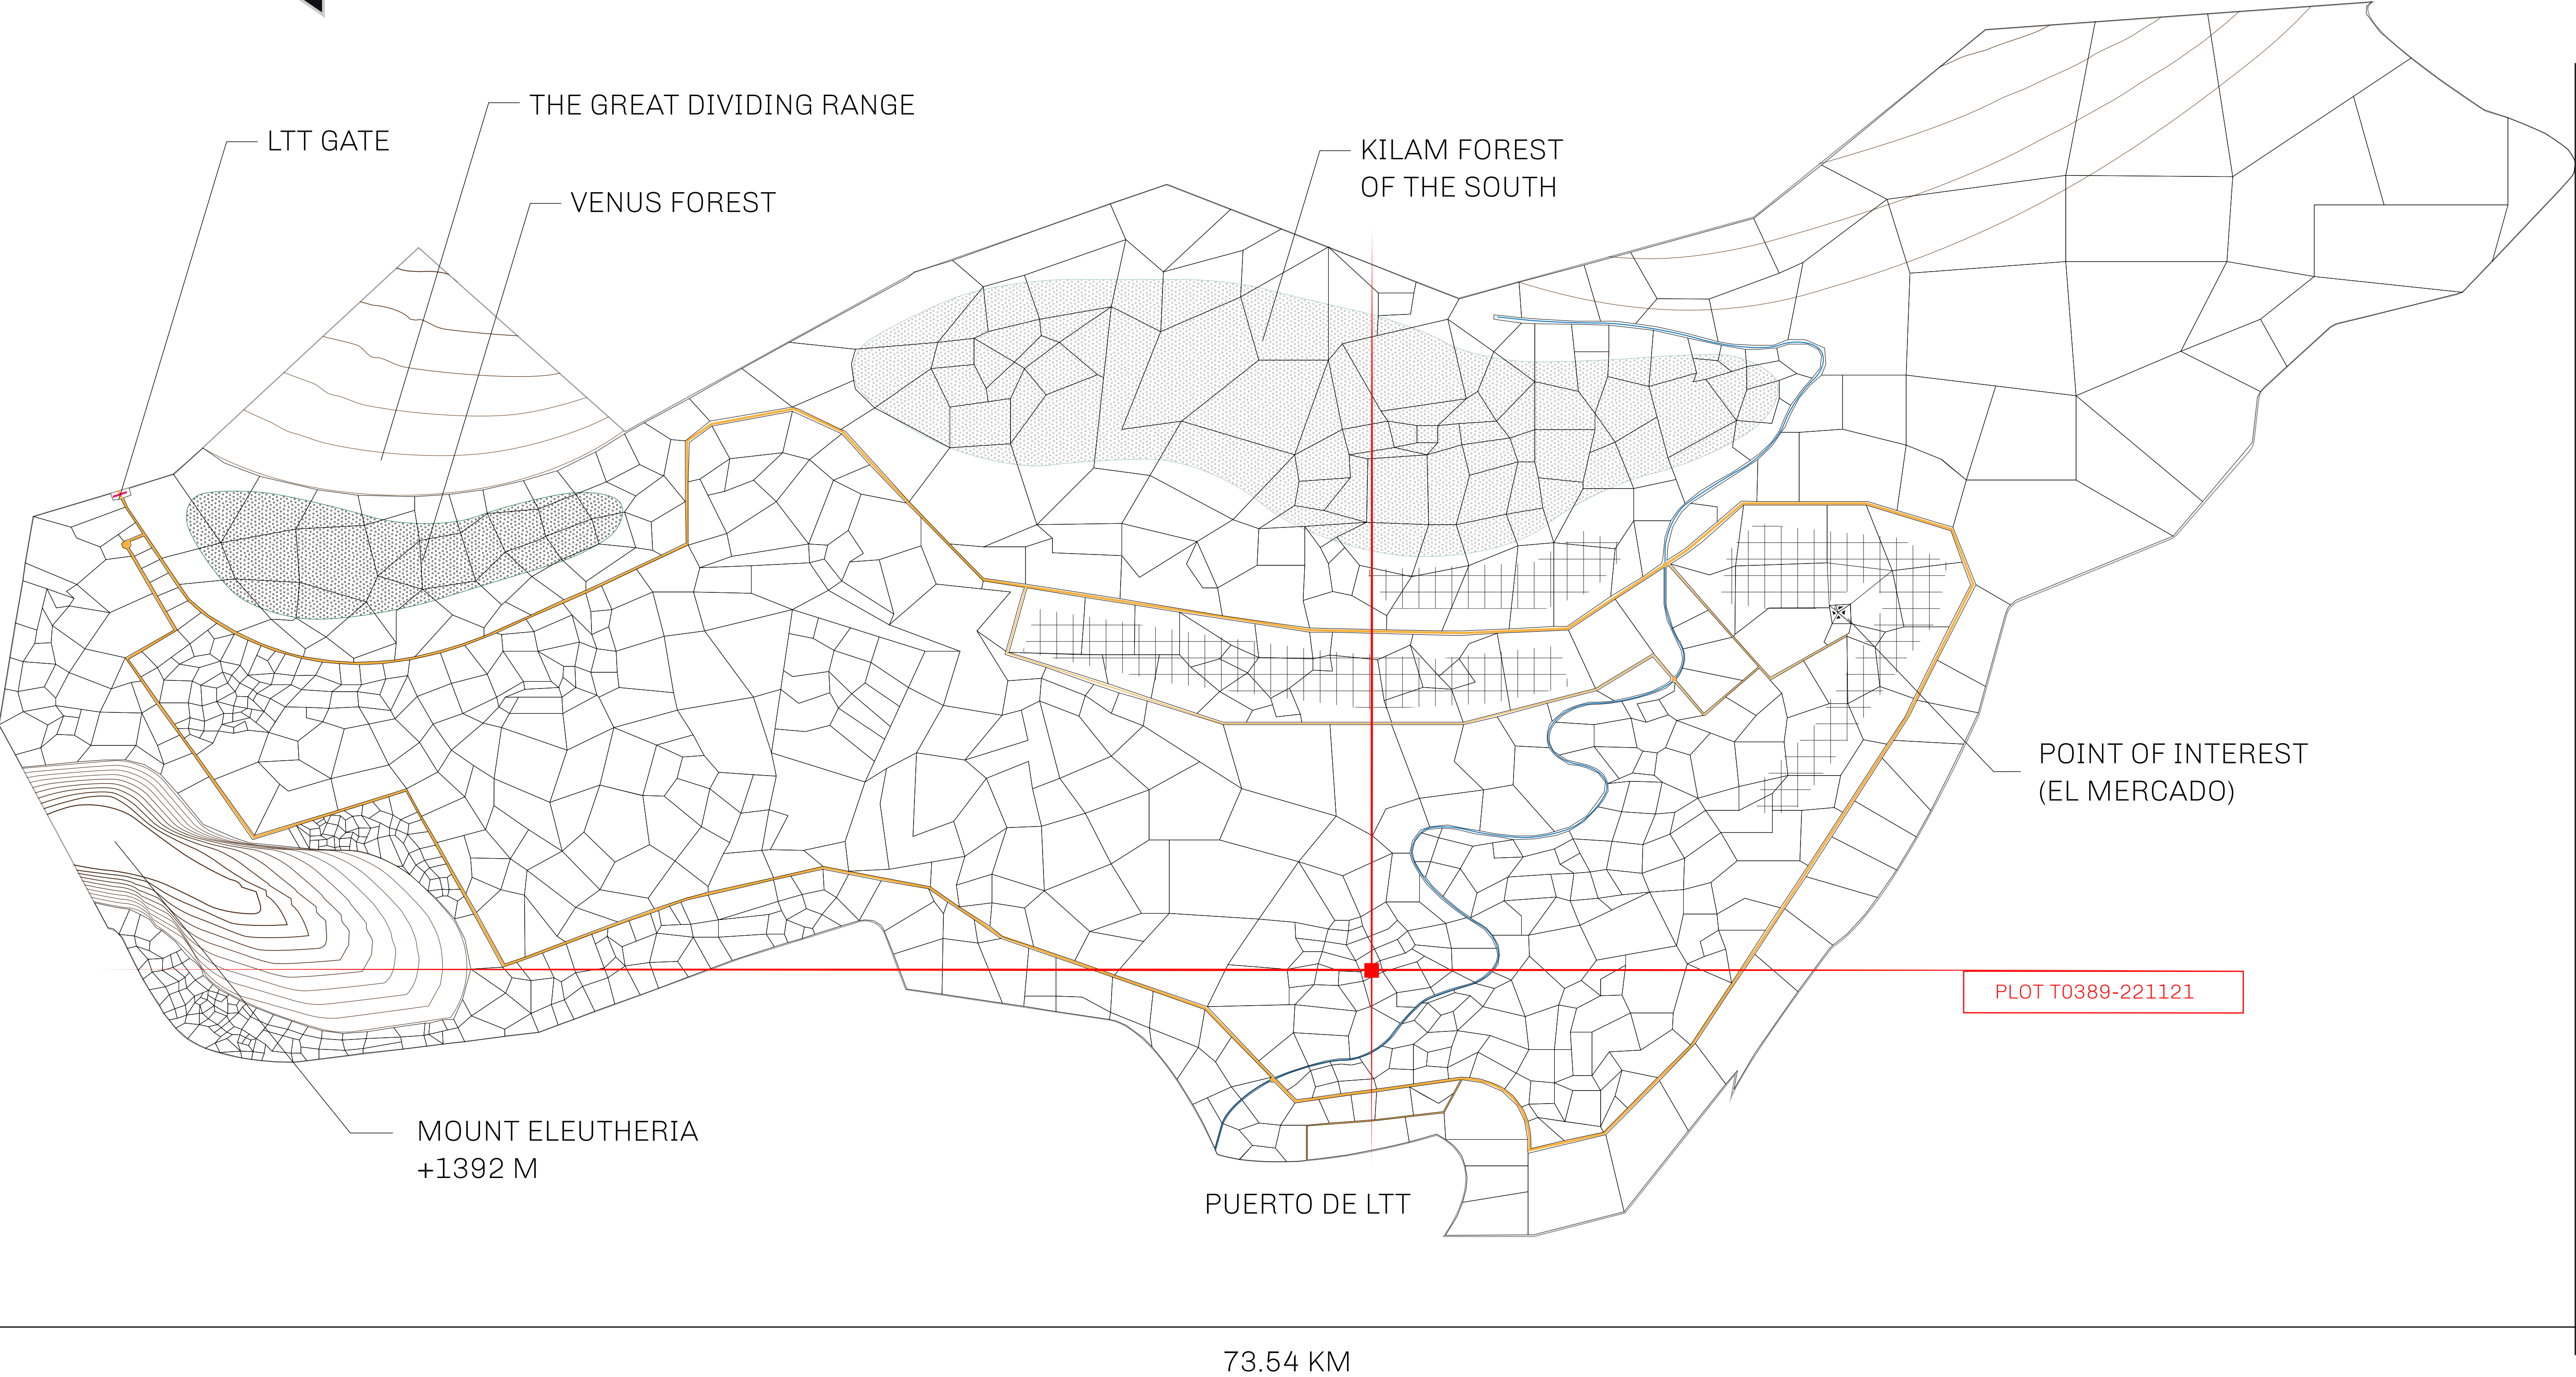 THE GREAT DIVIDING RANGE
LTT GATE
VENUS FOREST
KILAM FOREST
OF THE SOUTH
POINT OF INTEREST
(EL MERCADO)
PLOT T0389-221121
MOUNT ELEUTHERIA
+1392 M
PUERTO DE LTT
73.54 KM